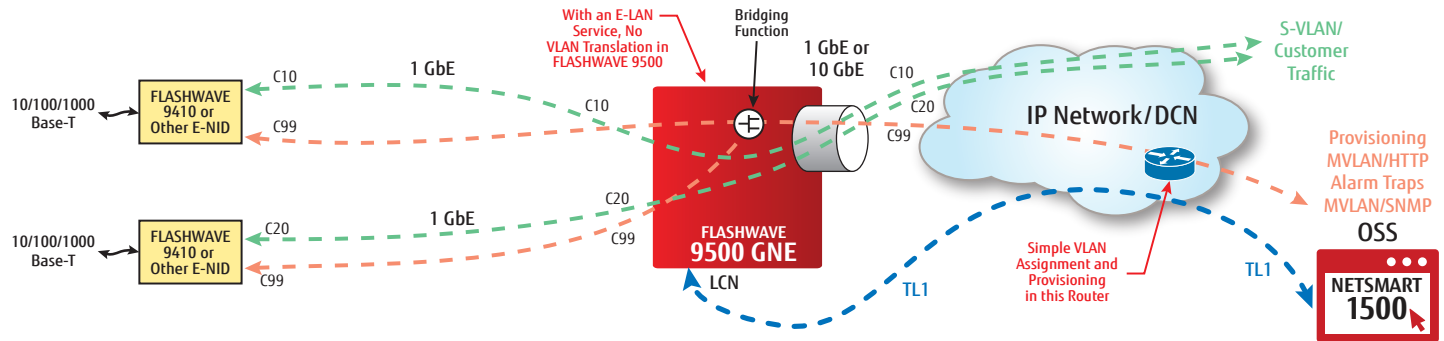 With an E-LAN
Service, No
VLAN Translation in
FLASHWAVE 9500
Bridging
Function
1 GbE or
10 GbE
S-VLAN/
Customer
Traffic
C10
1 GbE
C10
C10
C20
C99
10/100/1000
Base-T
FLASHWAVE
9410 or
Other E-NID
C99
IP Network/DCN
Provisioning
MVLAN/HTTP
Alarm Traps
MVLAN/SNMP
C20
1 GbE
C20
C99
C99
10/100/1000
Base-T
FLASHWAVE
9410 or
Other E-NID
FLASHWAVE
9500 GNE
LCN
TL1
Simple VLAN
Assignment and
Provisioning
in this Router
TL1
OSS
NETSMART
1500